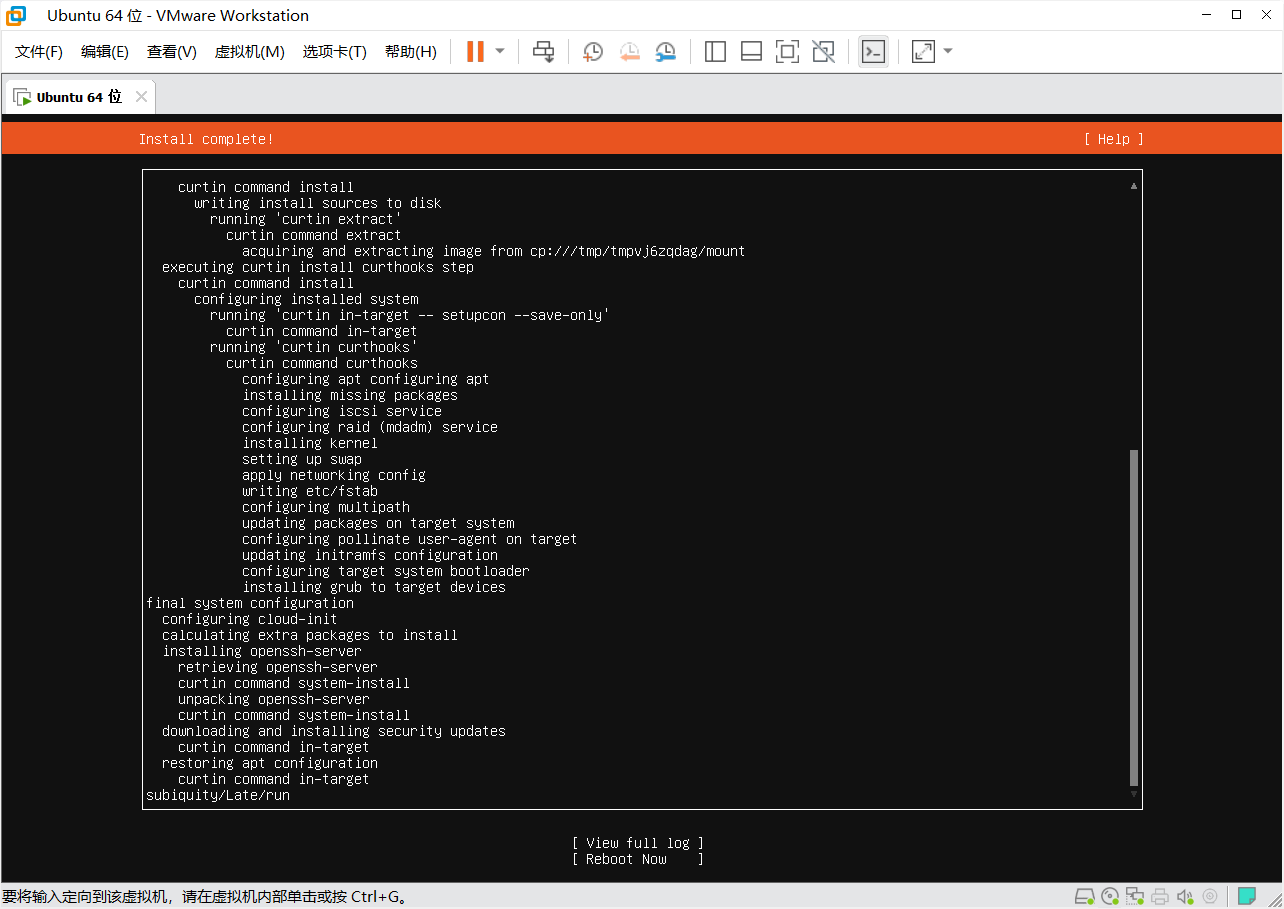 Ubuntu 64 位 - VMware Workstation
文件(F) 编辑(E) 查看(V) 虚拟机(M) 选项卡(T) 帮助(H)
Ubuntu 64 位
Install complete! [ Help ]
curtin command install
writing install sources to disk
running 'curtin extract'
curtin command extract
acquiring and extracting image from cp:///tmp/tmpvj6zqdag/mount
executing curtin install curthooks step
curtin command install
configuring installed system
running 'curtin in-target -- setupcon --save-only'
curtin command in-target
running 'curtin curthooks'
curtin command curthooks
configuring apt configuring apt
installing missing packages
configuring iscsi service
configuring raid (mdadm) service
installing kernel
setting up swap
apply networking config
writing etc/fstab
configuring multipath
updating packages on target system
configuring pollinate user-agent on target
updating initramfs configuration
configuring target system bootloader
installing grub to target devices
final system configuration
configuring cloud-init
calculating extra packages to install
installing openssh-server
retrieving openssh-server
curtin command system-install
unpacking openssh-server
curtin command system-install
downloading and installing security updates
curtin command in-target
restoring apt configuration
curtin command in-target
subiquity/Late/run
[ View full log ]
[ Reboot Now ]
要将输入定向到该虚拟机，请在虚拟机内部单击或按 Ctrl+G。